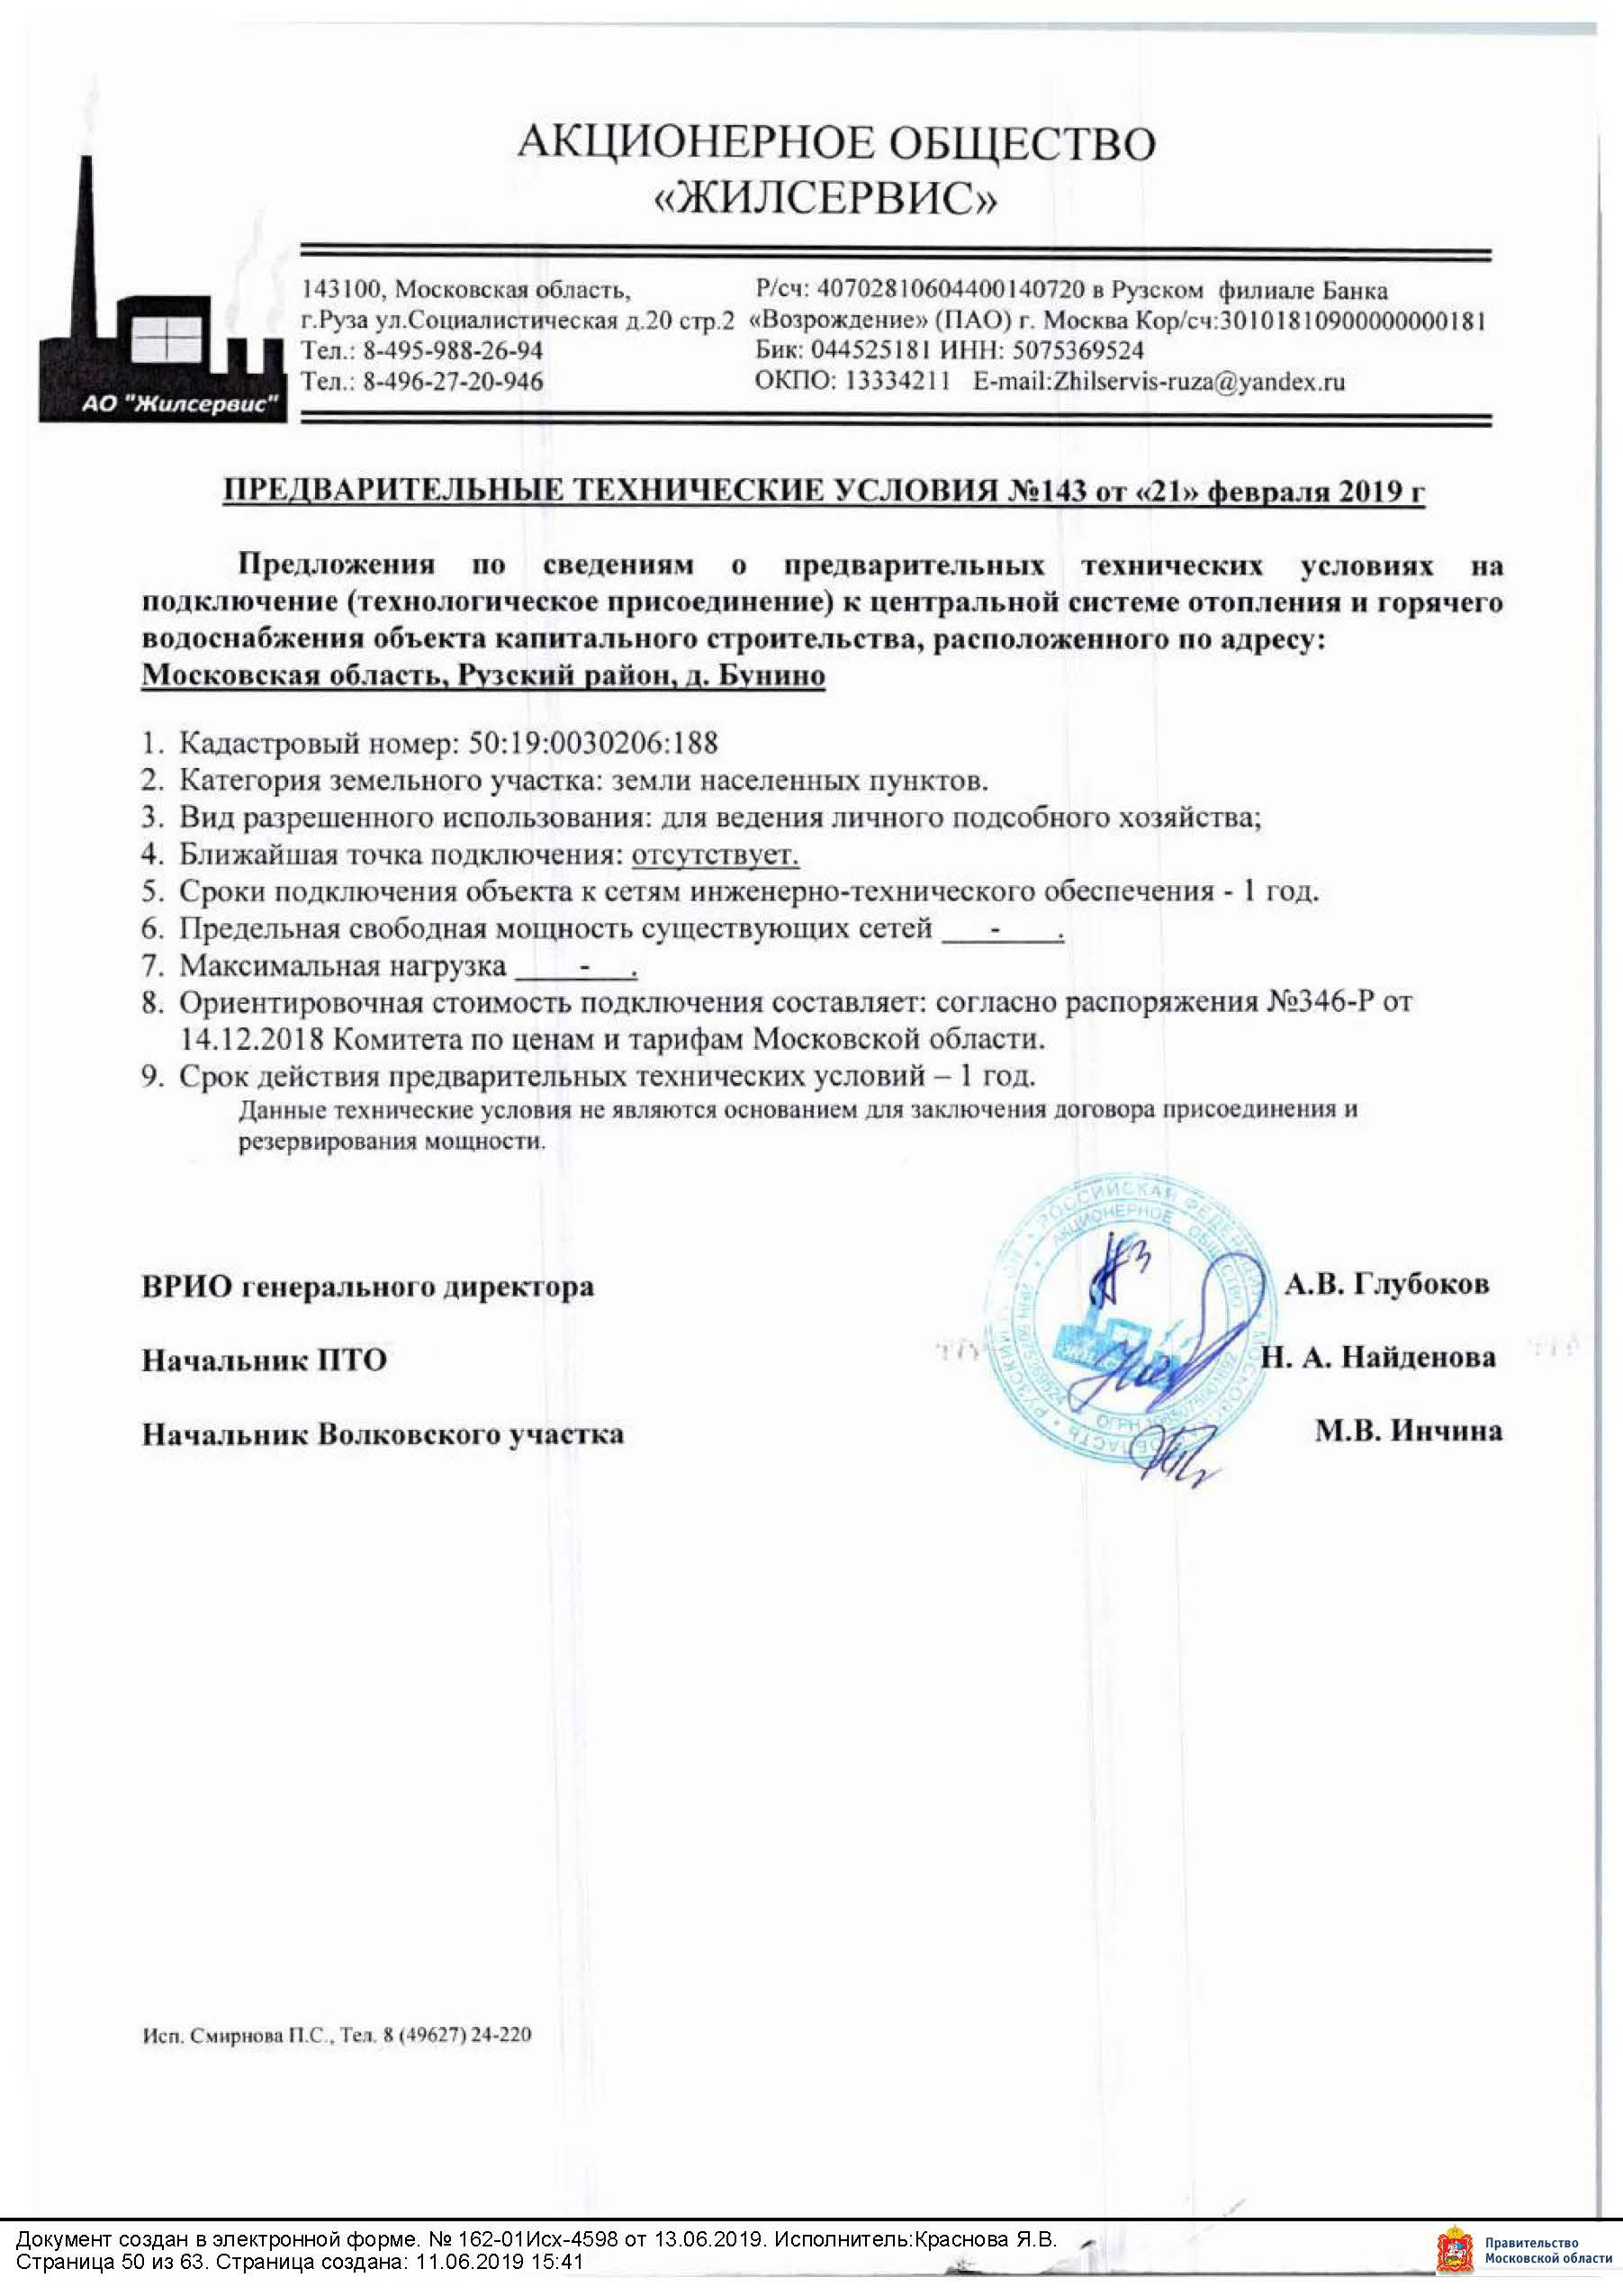 АКЦИОНЕРНОЕ ОБЩЕСТВО
«ЖИЛСЕРВИС»
АО "Жилсервис"
143100, Московская область,
г.Руза ул.Социалистическая д.20 стр.2
Тел.: 8-495-988-26-94
Тел.: 8-496-27-20-946
Р/сч: 40702810604400140720 в Рузском филиале Банка
«Возрождение» (ПАО) г. Москва Кор/сч:30101810900000000181
Бик: 044525181 ИНН: 5075369524
ОКПО: 13334211 E-mail:Zhilservis-ruza@yandex.ru
ПРЕДВАРИТЕЛЬНЫЕ ТЕХНИЧЕСКИЕ УСЛОВИЯ №143 от «21» февраля 2019 г
Предложения по сведениям о предварительных технических условиях на
подключение (технологическое присоединение) к центральной системе отопления и горячего
водоснабжения объекта капитального строительства, расположенного по адресу:
Московская область, Рузский район, д. Бунино
1. Кадастровый номер: 50:19:0030206:188
2. Категория земельного участка: земли населенных пунктов.
3. Вид разрешенного использования: для ведения личного подсобного хозяйства;
4. Ближайшая точка подключения: отсутствует.
5. Сроки подключения объекта к сетям инженерно-технического обеспечения - 1 год.
6. Предельная свободная мощность существующих сетей ___-____.
7. Максимальная нагрузка ____-___.
8. Ориентировочная стоимость подключения составляет: согласно распоряжения №346-Р от
14.12.2018 Комитета по ценам и тарифам Московской области.
9. Срок действия предварительных технических условий – 1 год.
Данные технические условия не являются основанием для заключения договора присоединения и
резервирования мощности.
РОССИЙСКАЯ ФЕДЕРАЦИЯ
АКЦИОНЕРНОЕ ОБЩЕСТВО
ВРИО генерального директора А.В. Глубоков
Начальник ПТО Н. А. Найденова
Начальник Волковского участка М.В. Инчина
Исп. Смирнова П.С., Тел. 8 (49627) 24-220
Документ создан в электронной форме. № 162-01Исх-4598 от 13.06.2019. Исполнитель:Краснова Я.В.
Страница 50 из 63. Страница создана: 11.06.2019 15:41
Правительство
Московской области